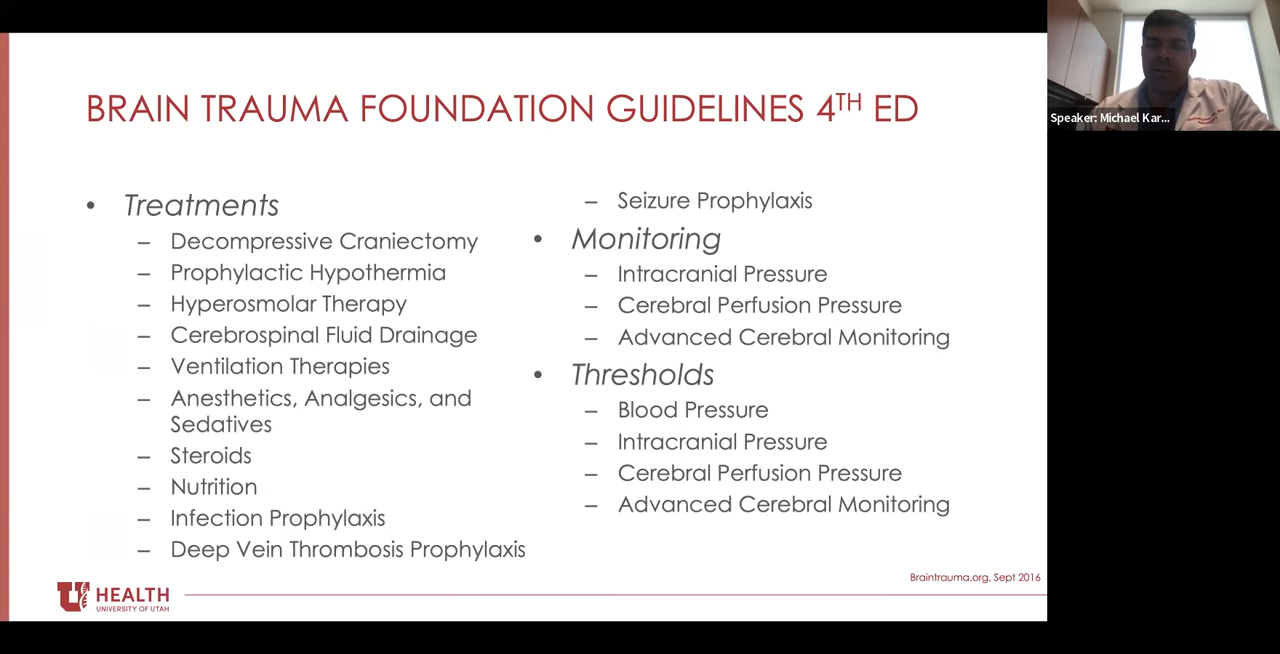 BRAIN TRAUMA FOUNDATION GUIDELINES 4TH ED
• Treatments
– Decompressive Craniectomy
– Prophylactic Hypothermia
– Hyperosmolar Therapy
– Cerebrospinal Fluid Drainage
– Ventilation Therapies
– Anesthetics, Analgesics, and
Sedatives
– Steroids
– Nutrition
– Infection Prophylaxis
– Deep Vein Thrombosis Prophylaxis
– Seizure Prophylaxis
• Monitoring
– Intracranial Pressure
– Cerebral Perfusion Pressure
– Advanced Cerebral Monitoring
• Thresholds
– Blood Pressure
– Intracranial Pressure
– Cerebral Perfusion Pressure
– Advanced Cerebral Monitoring
Braintrauma.org, Sept 2016
U HEALTH
UNIVERSITY OF UTAH
Speaker: Michael Kar...